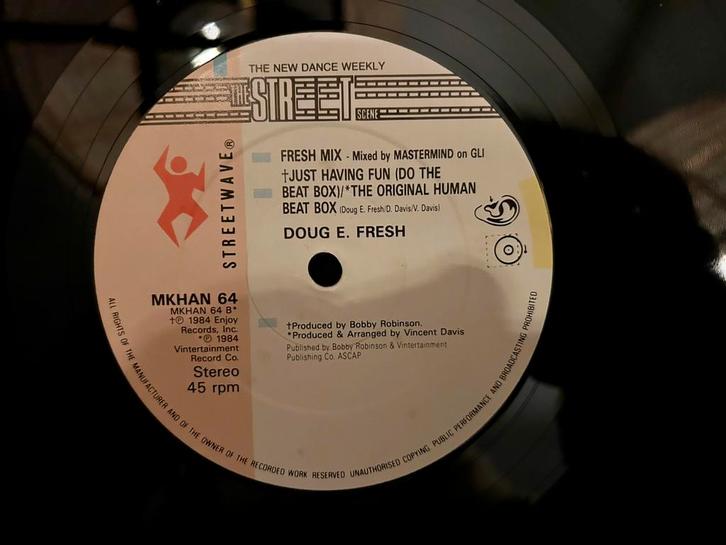 THE NEW DANCE WEEKLY
THE STREET SCENE
STREETWAVE®
FRESH MIX - Mixed by MASTERMIND on GLI
†JUST HAVING FUN (DO THE
BEAT BOX)/*THE ORIGINAL HUMAN
BEAT BOX (Doug E. Fresh/D. Davis/V. Davis)
DOUG E. FRESH
MKHAN 64
MKHAN 64 B*
†℗ 1984 Enjoy
Records, Inc.
*℗ 1984
Vintertainment
Record Co.
Stereo
45 rpm
†Produced by Bobby Robinson.
*Produced & Arranged by Vincent Davis
Published by Bobby Robinson & Vintertainment
Publishing Co. ASCAP
ALL RIGHTS OF THE MANUFACTURER AND OF THE OWNER OF THE RECORDED WORK RESERVED UNAUTHORISED COPYING, PUBLIC PERFORMANCE AND BROADCASTING PROHIBITED